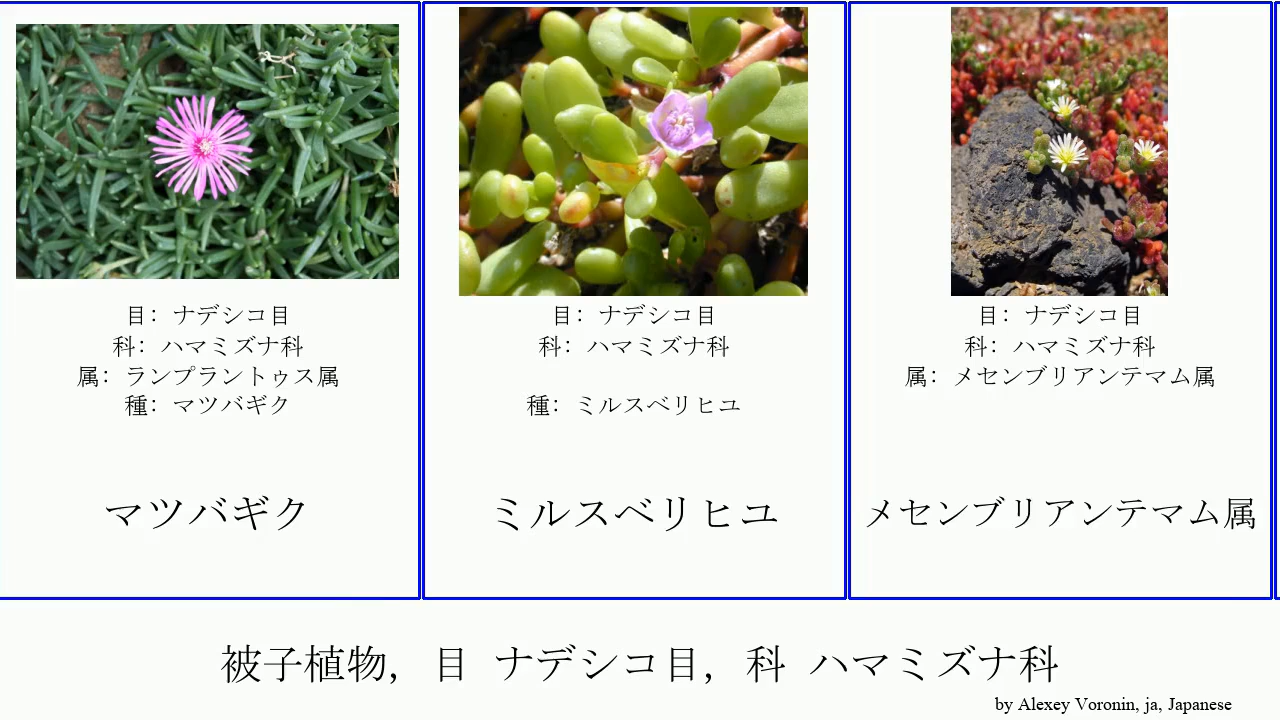 目: ナデシコ目
科: ハマミズナ科
属: ランプラントゥス属
種: マツバギク
マツバギク
目: ナデシコ目
科: ハマミズナ科
種: ミルスベリヒユ
ミルスベリヒユ
目: ナデシコ目
科: ハマミズナ科
属: メセンブリアンテマム属
メセンブリアンテマム属
被子植物, 目 ナデシコ目, 科 ハマミズナ科
by Alexey Voronin, ja, Japanese